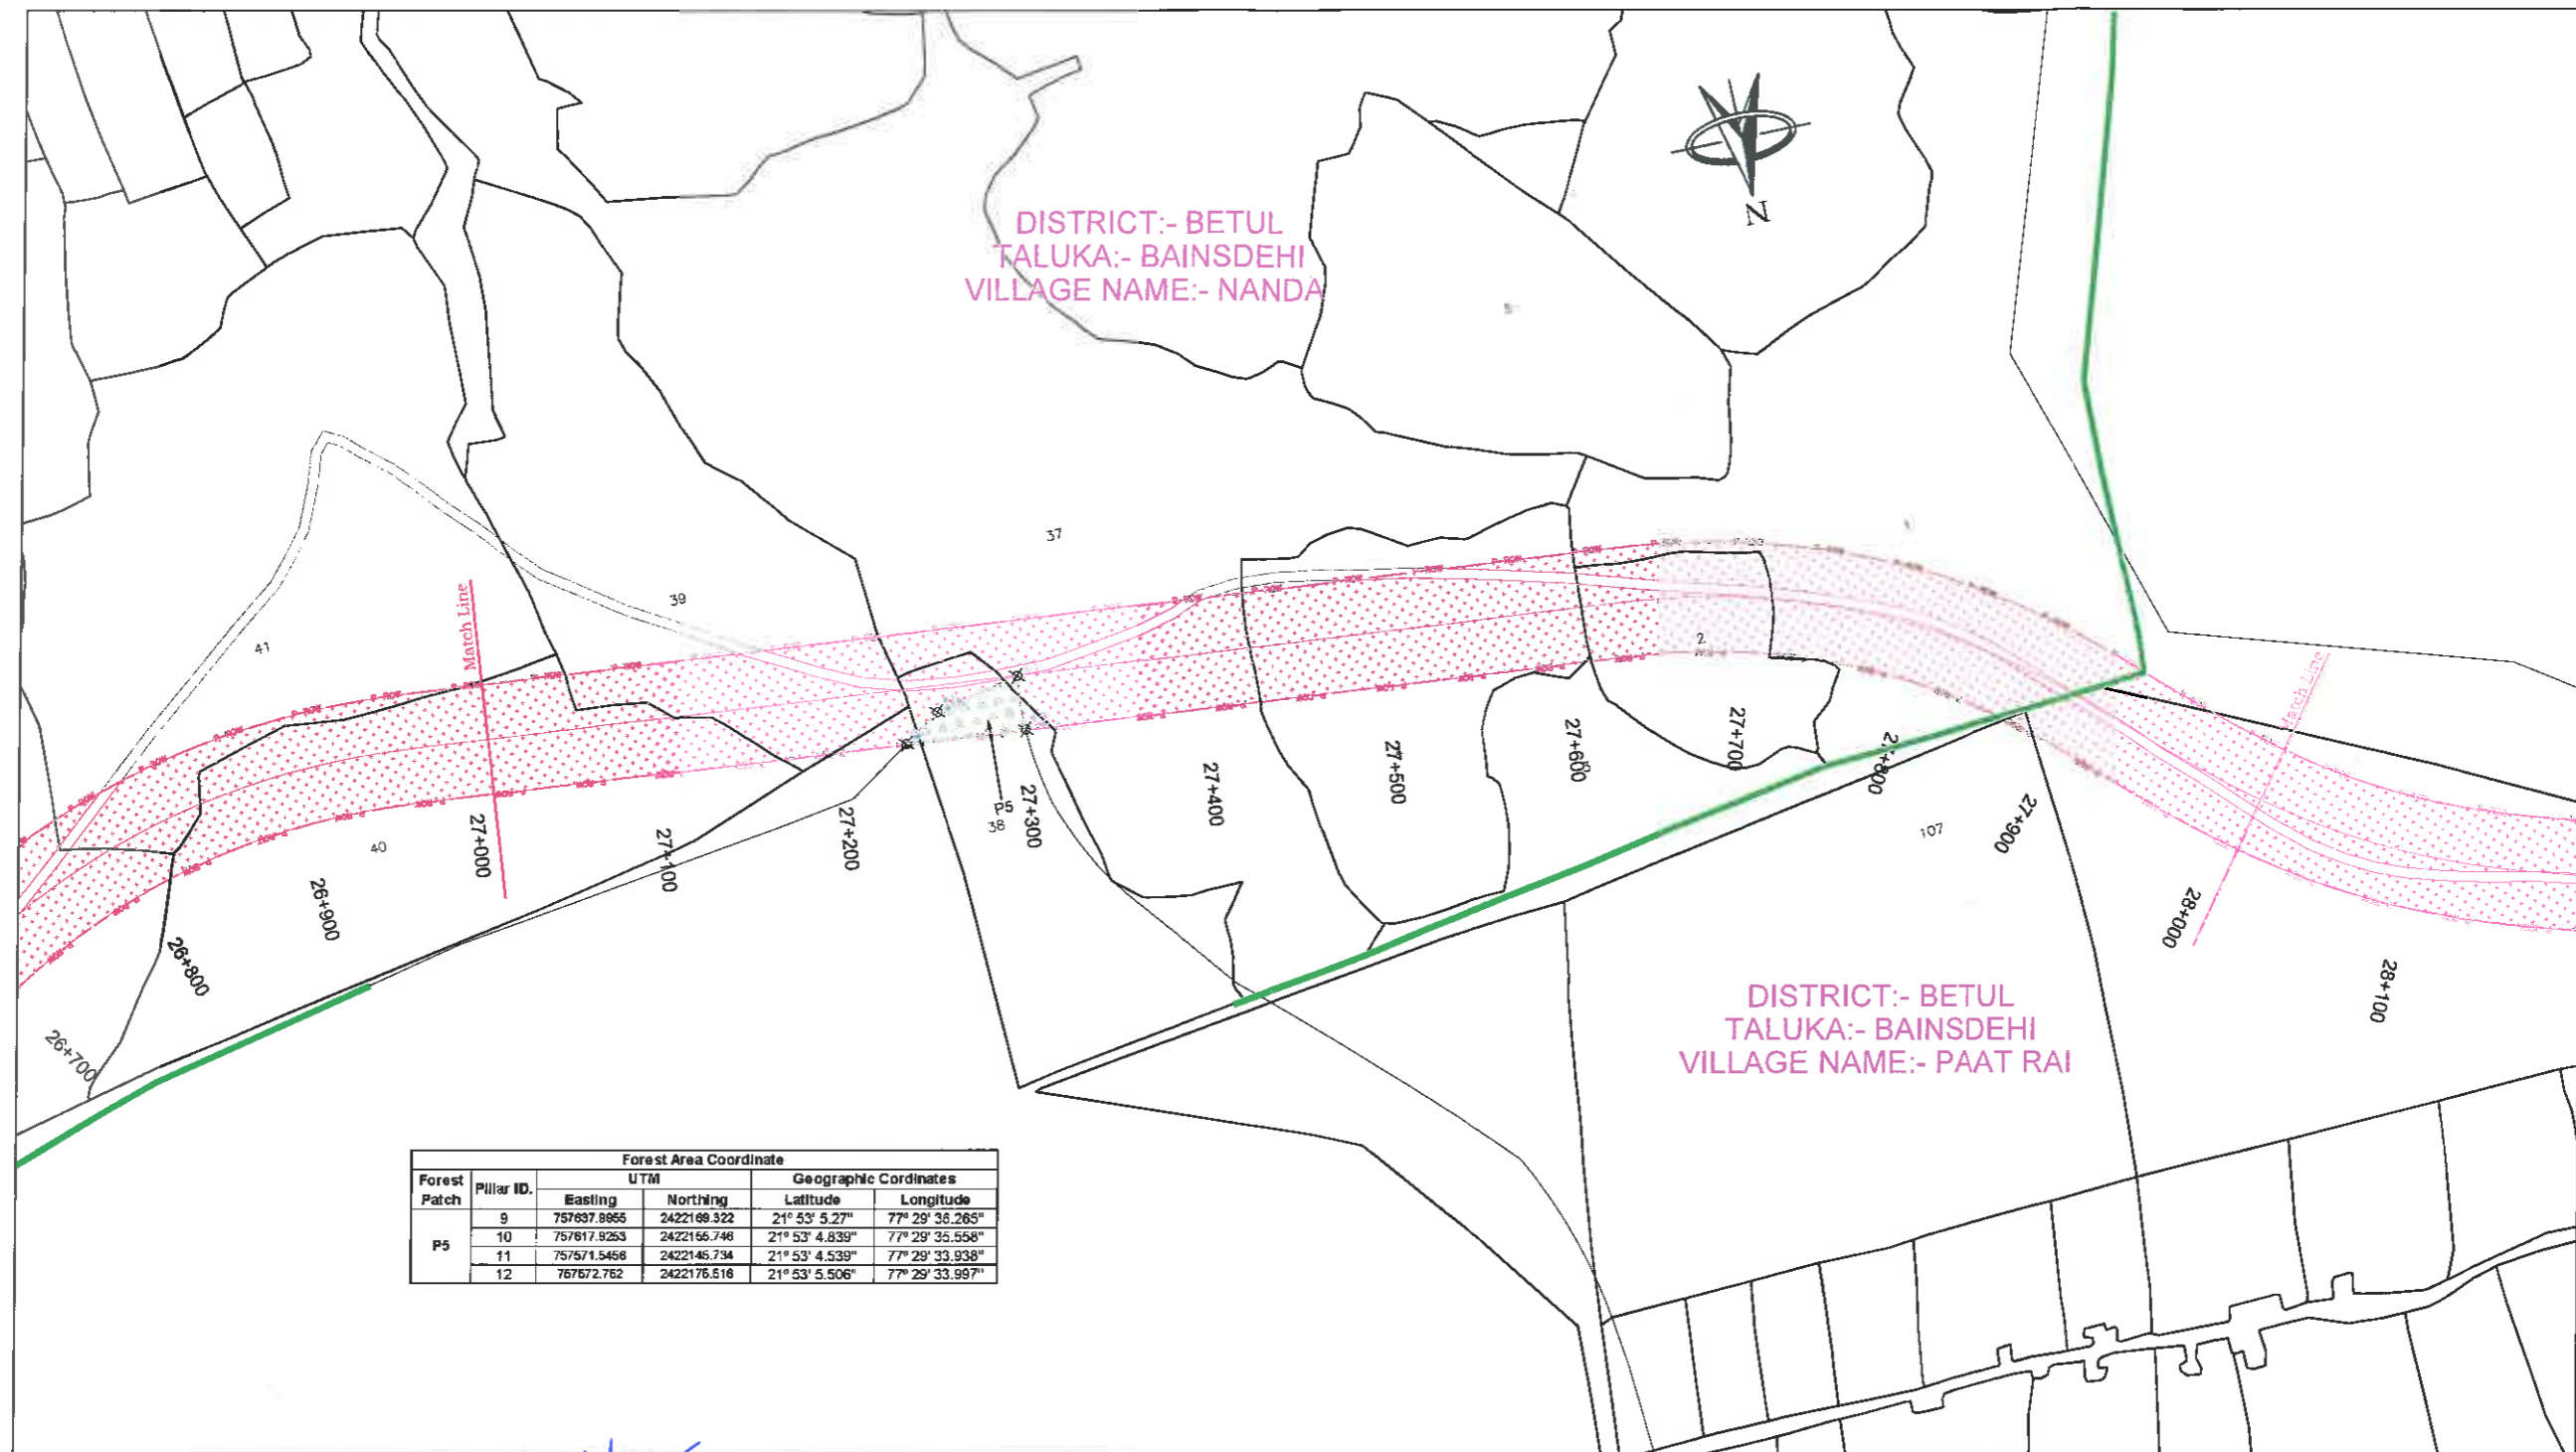 N
DISTRICT:- BETUL
TALUKA:- BAINSDEHI
VILLAGE NAME:- NANDA
37
39
41
Match Line
2
40
P5
38
107
Match Line
26+700
26+800
26+900
27+000
27+100
27+200
27+300
27+400
27+500
27+600
27+700
27+900
28+000
28+100
P-ROW
DISTRICT:- BETUL
TALUKA:- BAINSDEHI
VILLAGE NAME:- PAAT RAI
Forest Area Coordinate
Forest Patch Pillar ID. UTM Geographic Cordinates
Easting Northing Latitude Longitude
P5
9 757637.8955 2422169.322 21° 53' 5.27" 77° 29' 36.265"
10 757617.9253 2422155.746 21° 53' 4.839" 77° 29' 35.558"
11 757571.5456 2422145.734 21° 53' 4.539" 77° 29' 33.938"
12 757572.752 2422175.516 21° 53' 5.506" 77° 29' 33.997"